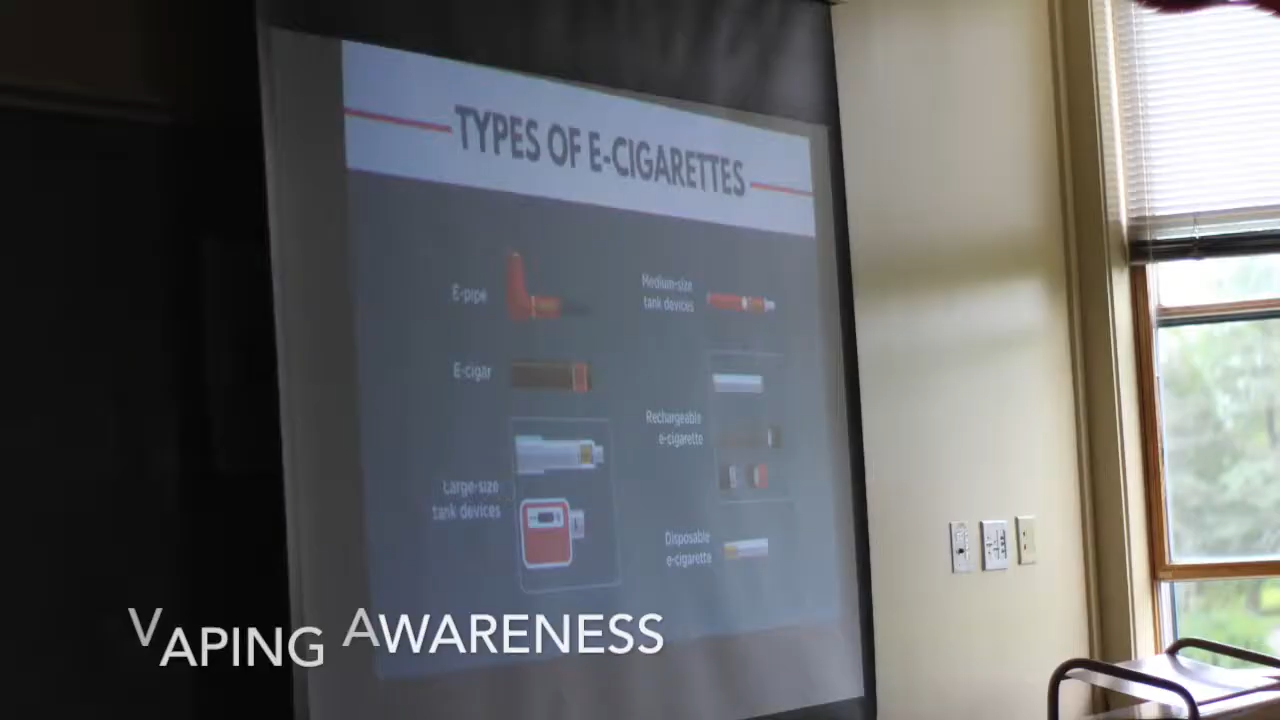 TYPES OF E-CIGARETTES
E-pipe
E-cigar
Large-size
tank devices
Medium-size
tank devices
Rechargeable
e-cigarette
Disposable
e-cigarette
VAPING AWARENESS